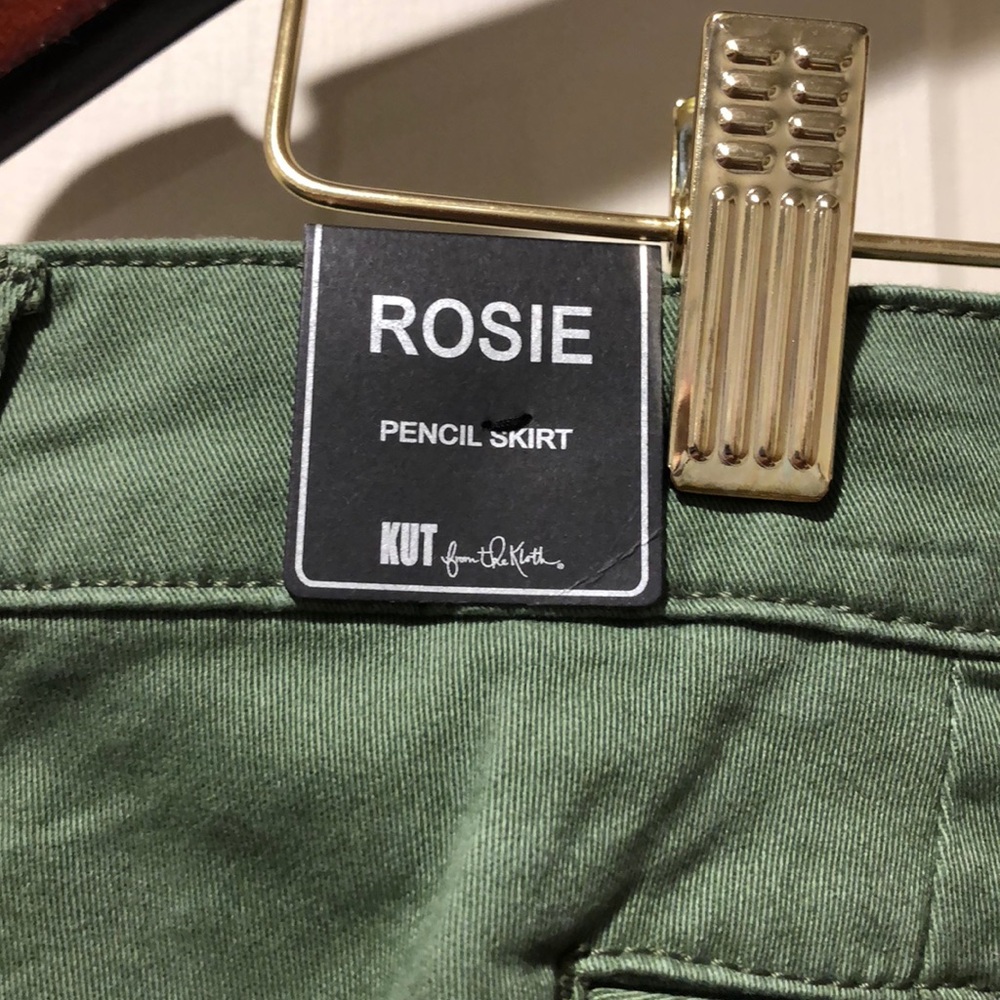 ROSIE
PENCIL SKIRT
KUT from the Kloth®